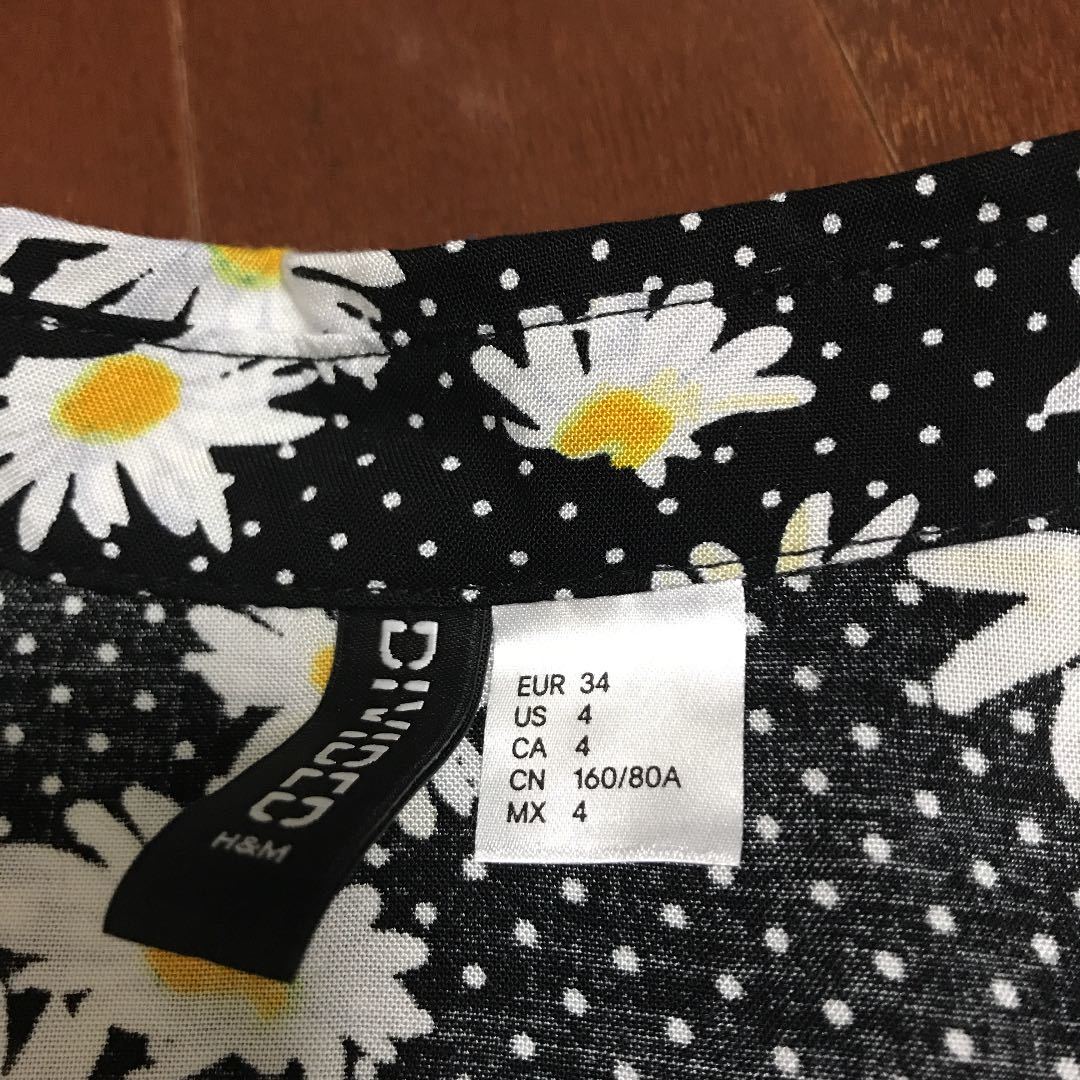 DIVIDED
H&M
EUR 34
US 4
CA 4
CN 160/80A
MX 4